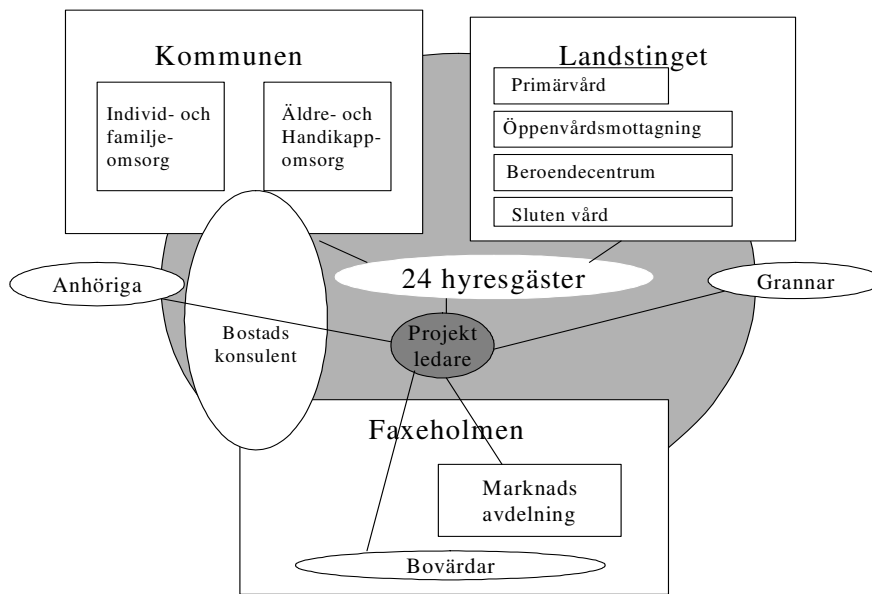 Kommunen
Individ- och
familje-
omsorg
Äldre- och
Handikapp-
omsorg
Landstinget
Primärvård
Öppenvårdsmottagning
Beroendecentrum
Sluten vård
Anhöriga
24 hyresgäster
Grannar
Bostads
konsulent
Projekt
ledare
Faxeholmen
Marknads
avdelning
Bovärdar